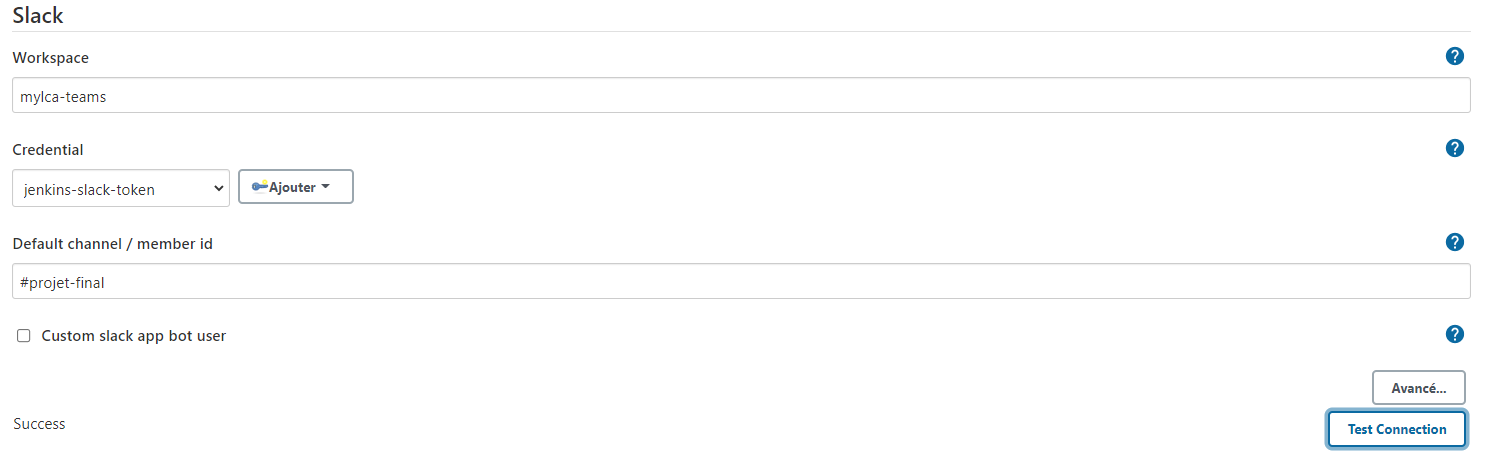 Slack
Workspace
?
mylca-teams
Credential
?
jenkins-slack-token
Ajouter
Default channel / member id
?
#projet-final
Custom slack app bot user
?
Avancé...
Success
Test Connection